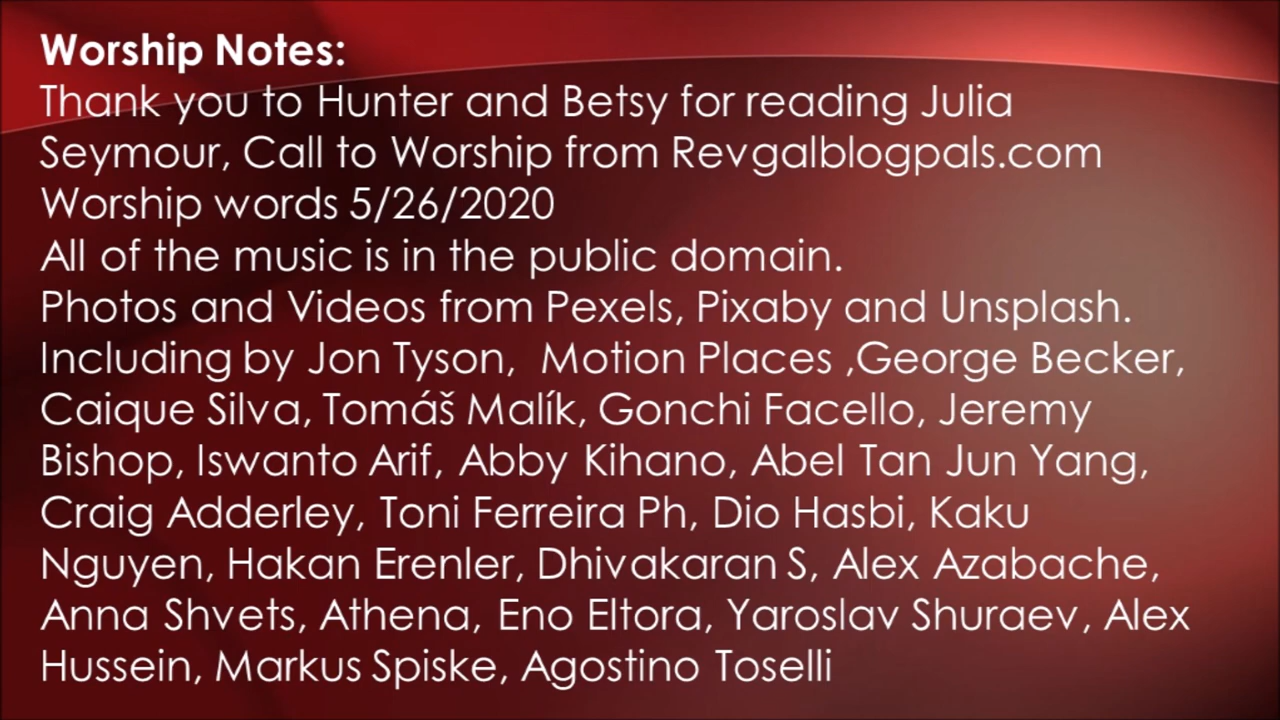 Worship Notes:
Thank you to Hunter and Betsy for reading Julia
Seymour, Call to Worship from Revgalblogpals.com
Worship words 5/26/2020
All of the music is in the public domain.
Photos and Videos from Pexels, Pixaby and Unsplash.
Including by Jon Tyson,  Motion Places ,George Becker,
Caique Silva, Tomáš Malík, Gonchi Facello, Jeremy
Bishop, Iswanto Arif, Abby Kihano, Abel Tan Jun Yang,
Craig Adderley, Toni Ferreira Ph, Dio Hasbi, Kaku
Nguyen, Hakan Erenler, Dhivakaran S, Alex Azabache,
Anna Shvets, Athena, Eno Eltora, Yaroslav Shuraev, Alex
Hussein, Markus Spiske, Agostino Toselli